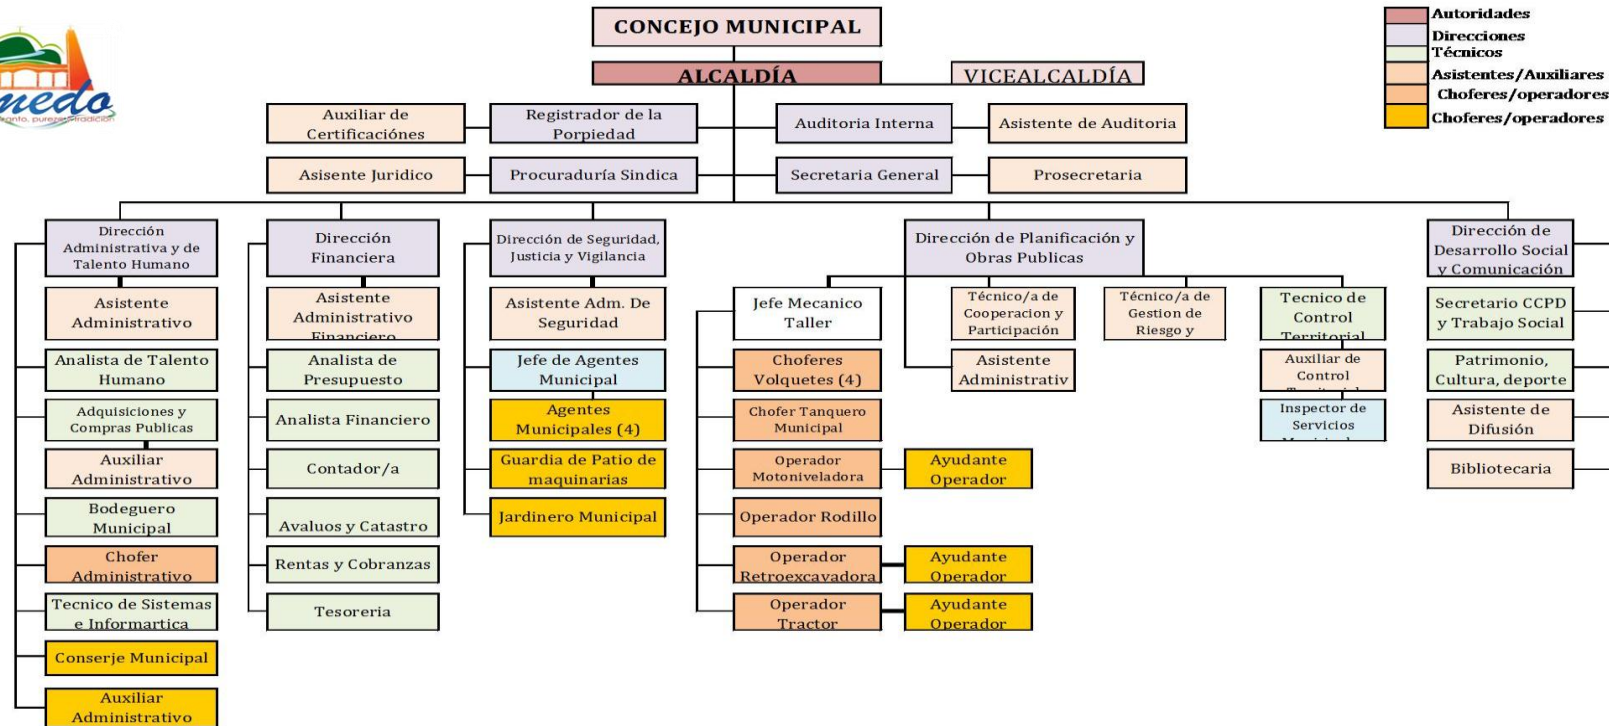 CONCEJO MUNICIPAL
ALCALDÍA
VICEALCALDÍA
Autoridades
Direcciones
Técnicos
Asistentes/Auxiliares
Choferes/operadores
Choferes/operadores
Auxiliar de
Certificaciónes
Registrador de la
Porpiedad
Auditoria Interna
Asistente de Auditoria
Asisente Juridico
Procuraduría Sindica
Secretaria General
Prosecretaria
Dirección
Administrativa y de
Talento Humano
Asistente
Administrativo
Analista de Talento
Humano
Adquisiciones y
Compras Publicas
Auxiliar
Administrativo
Bodeguero
Municipal
Chofer
Administrativo
Tecnico de Sistemas
e Informartica
Conserje Municipal
Auxiliar
Administrativo
Dirección
Financiera
Asistente
Administrativo
Financiero
Analista de
Presupuesto
Analista Financiero
Contador/a
Avaluos y Catastro
Rentas y Cobranzas
Tesoreria
Dirección de Seguridad,
Justicia y Vigilancia
Asistente Adm. De
Seguridad
Jefe de Agentes
Municipal
Agentes
Municipales (4)
Guardia de Patio de
maquinarias
Jardinero Municipal
Dirección de Planificación y
Obras Publicas
Jefe Mecanico
Taller
Choferes
Volquetes (4)
Chofer Tanquero
Municipal
Operador
Motoniveladora
Ayudante
Operador
Operador Rodillo
Operador
Retroexcavadora
Ayudante
Operador
Operador
Tractor
Ayudante
Operador
Técnico/a de
Cooperacion y
Participación
Asistente
Administrativ
Técnico/a de
Gestion de
Riesgo y
Tecnico de
Control
Territorial
Auxiliar de
Control
Inspector de
Servicios
Dirección de
Desarrollo Social
y Comunicación
Secretario CCPD
y Trabajo Social
Patrimonio,
Cultura, deporte
Asistente de
Difusión
Bibliotecaria